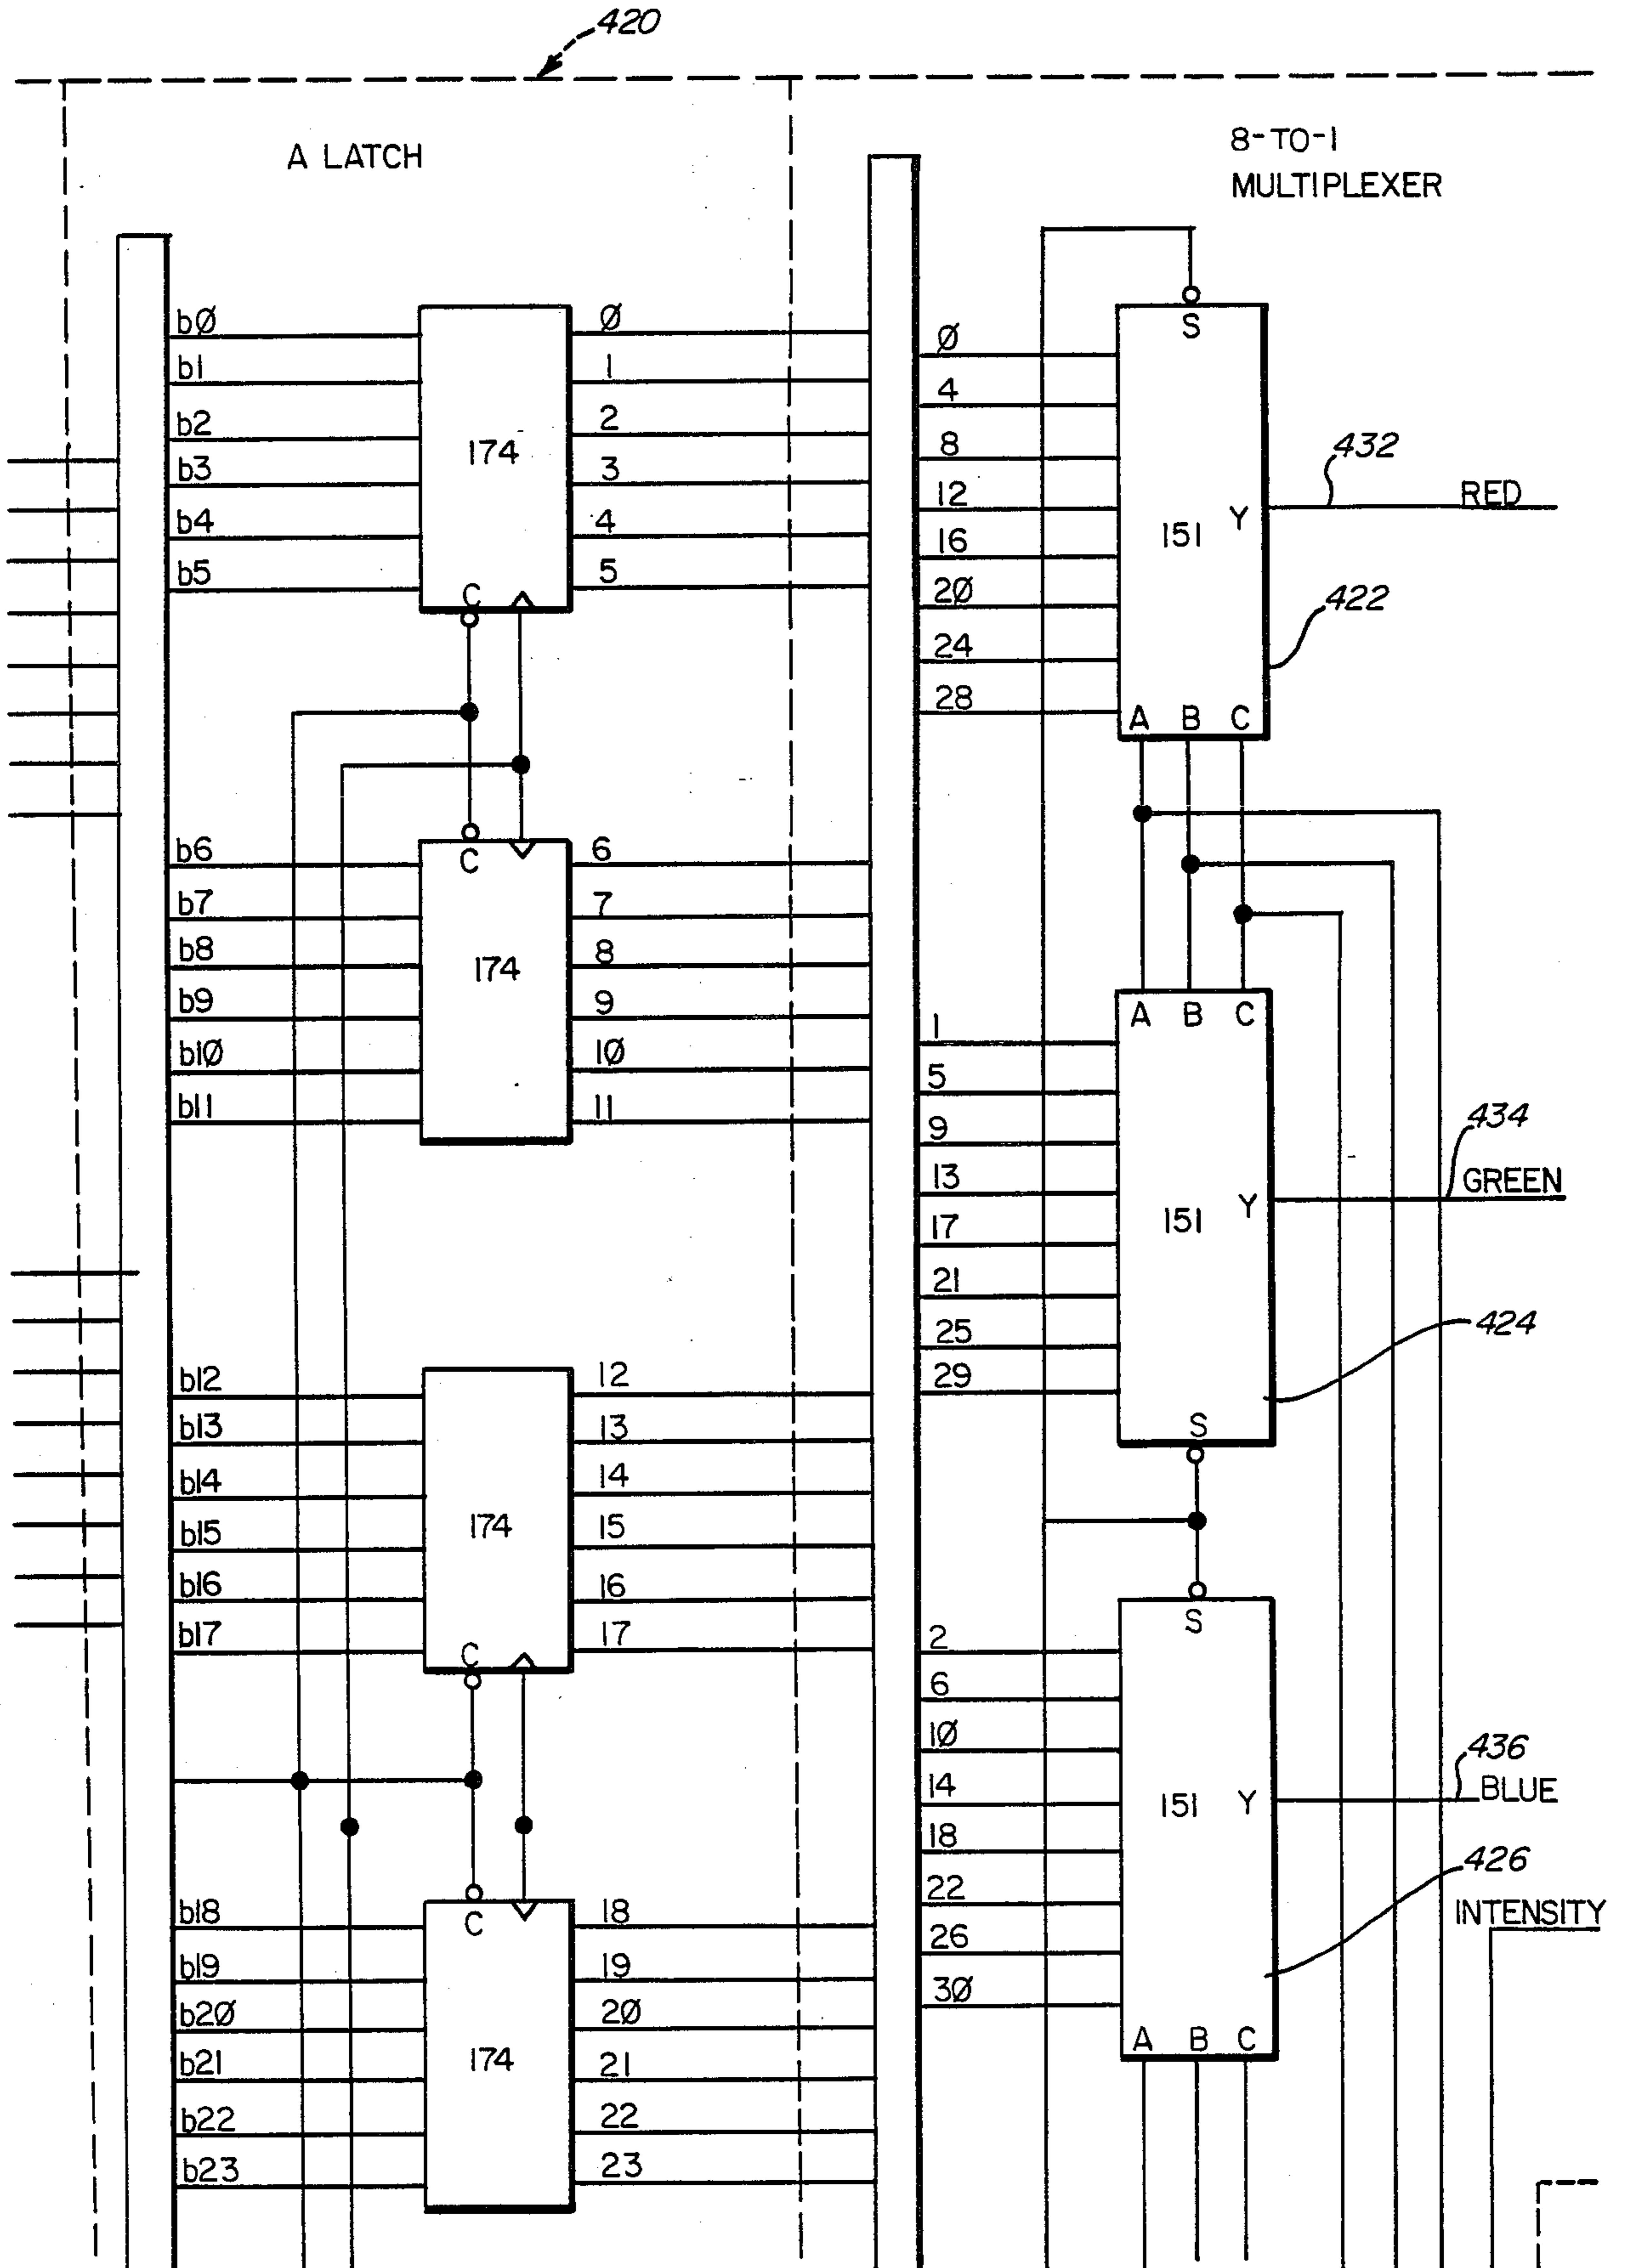 420
A LATCH
8-TO-1
MULTIPLEXER
bØ
b1
b2
b3
b4
b5
174
C
Ø
1
2
3
4
5
b6
b7
b8
b9
b1Ø
b11
C
174
6
7
8
9
1Ø
11
b12
b13
b14
b15
b16
b17
174
C
12
13
14
15
16
17
b18
b19
b2Ø
b21
b22
b23
C
174
18
19
2Ø
21
22
23
Ø
4
8
12
16
2Ø
24
28
S
151
Y
A B C
432
RED
422
1
5
9
13
17
21
25
29
A B C
151
Y
S
434
GREEN
424
2
6
1Ø
14
18
22
26
3Ø
S
151
Y
A B C
436
BLUE
426
INTENSITY